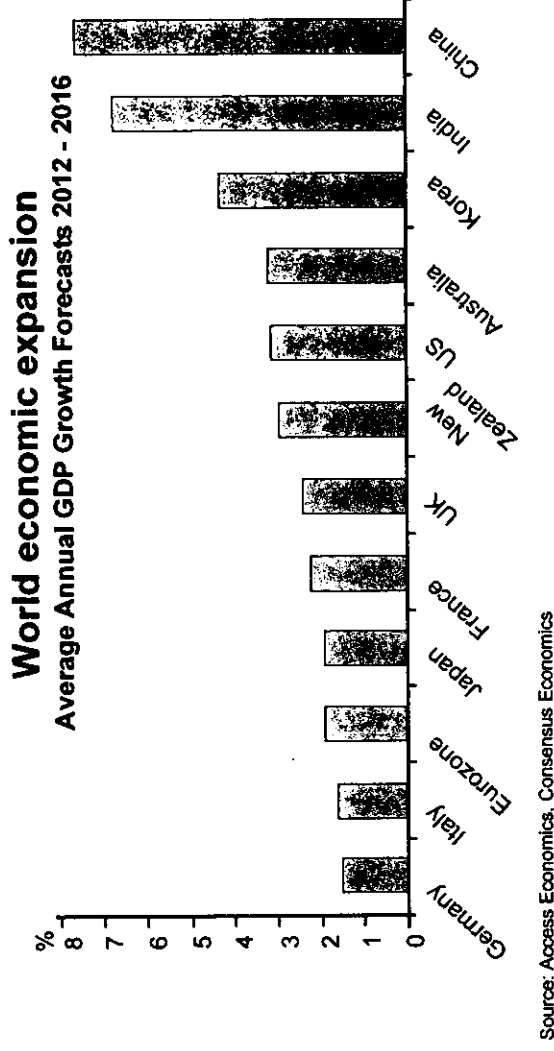 World economic expansion
Average Annual GDP Growth Forecasts 2012 - 2016
%
8
7
6
5
4
3
2
1
0
Germany
Italy
Eurozone
Japan
France
UK
New
Zealand
US
Australia
Korea
India
China
Source: Access Economics, Consensus Economics